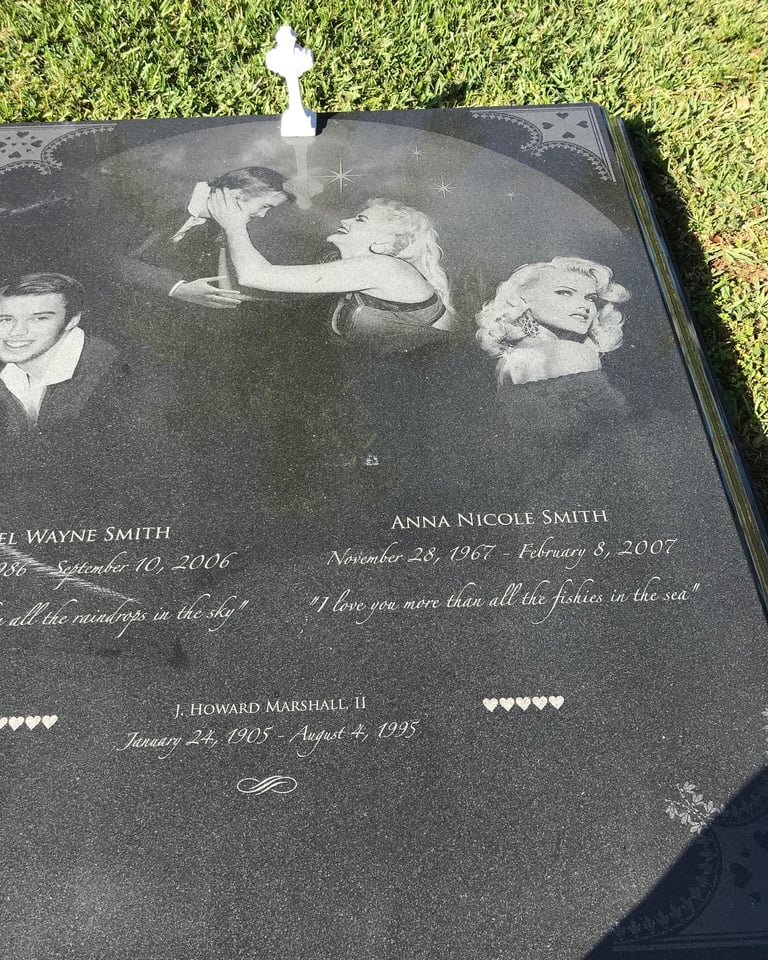 EL WAYNE SMITH
986 - September 10, 2006
all the raindrops in the sky"
ANNA NICOLE SMITH
November 28, 1967 - February 8, 2007
"I love you more than all the fishies in the sea"
J. HOWARD MARSHALL, II
January 24, 1905 - August 4, 1995